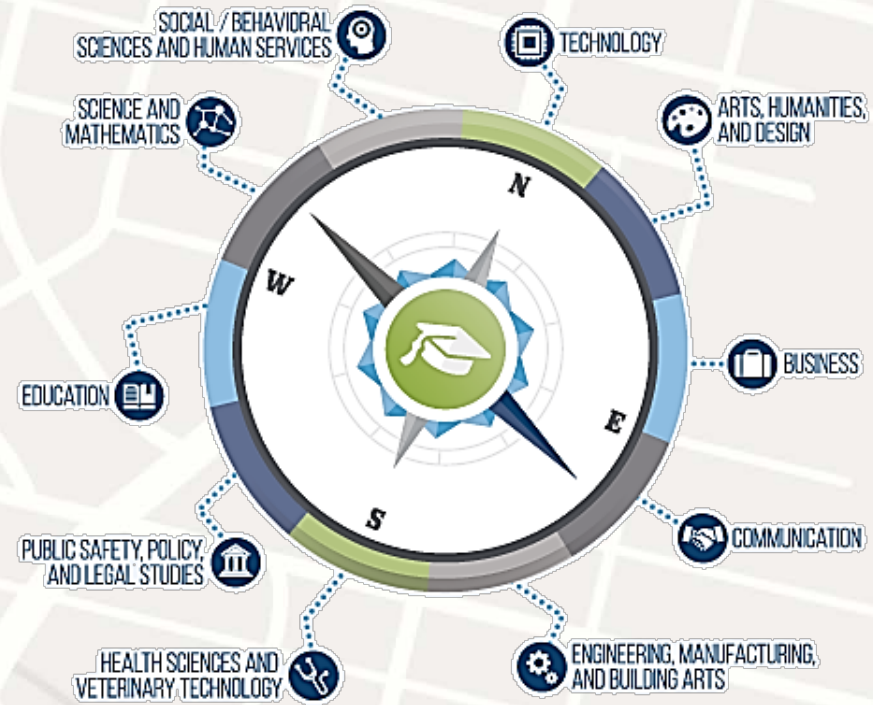 SOCIAL / BEHAVIORAL
SCIENCES AND HUMAN SERVICES
TECHNOLOGY
SCIENCE AND
MATHEMATICS
ARTS, HUMANITIES,
AND DESIGN
N
W
EDUCATION
BUSINESS
E
S
PUBLIC SAFETY, POLICY,
AND LEGAL STUDIES
COMMUNICATION
HEALTH SCIENCES AND
VETERINARY TECHNOLOGY
ENGINEERING, MANUFACTURING,
AND BUILDING ARTS